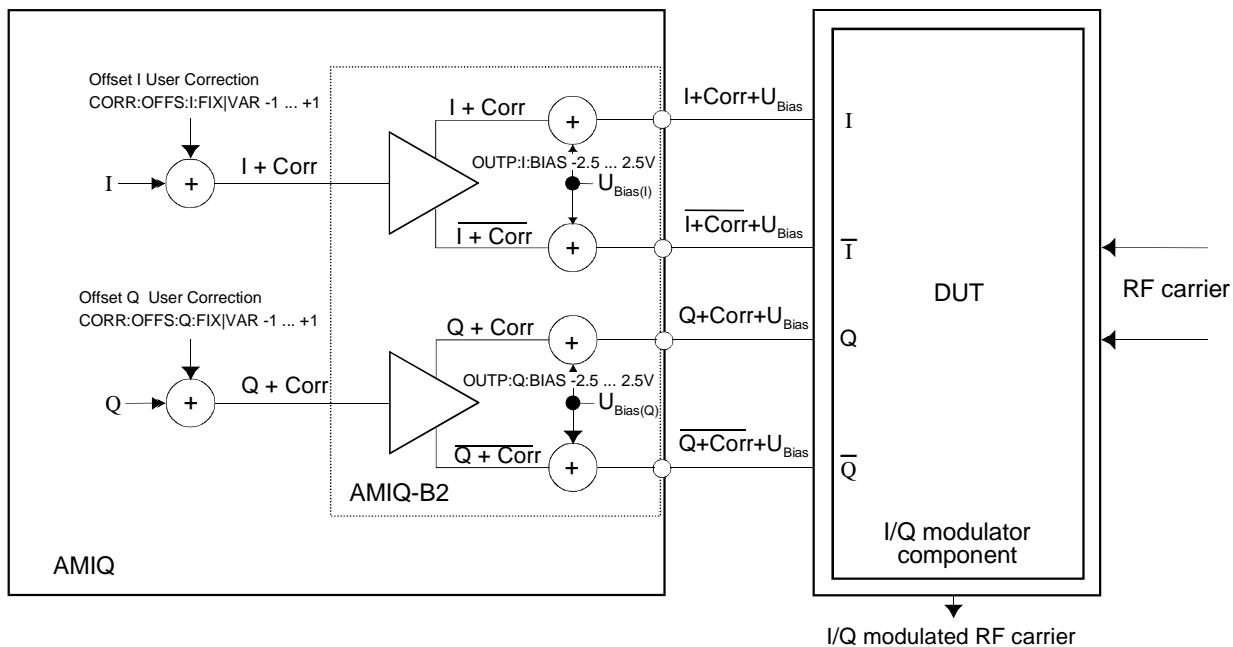 Offset I User Correction
CORR:OFFS:I:FIX|VAR -1 ... +1
I
+
I + Corr
I + Corr
+
OUTP:I:BIAS -2.5 ... 2.5V
U_Bias(I)
I + Corr
+
I+Corr+U_Bias
I+Corr+U_Bias
Offset Q User Correction
CORR:OFFS:Q:FIX|VAR -1 ... +1
Q
+
Q + Corr
Q + Corr
+
OUTP:Q:BIAS -2.5 ... 2.5V
U_Bias(Q)
Q + Corr
+
Q+Corr+U_Bias
Q+Corr+U_Bias
AMIQ-B2
AMIQ
I
I
Q
Q
DUT
I/Q modulator
component
RF carrier
I/Q modulated RF carrier